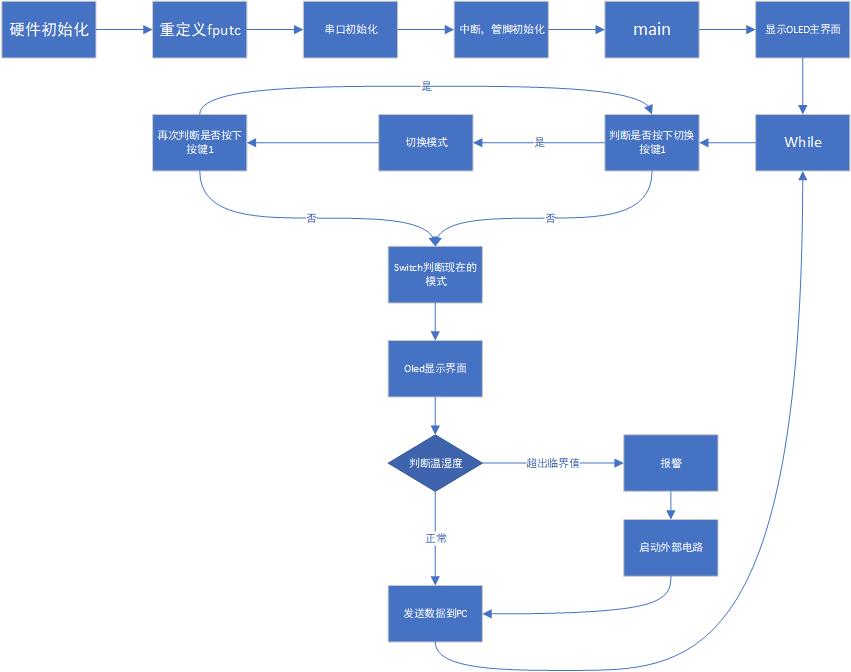 硬件初始化
重定义fputc
串口初始化
中断，管脚初始化
main
显示OLED主界面
是
再次判断是否按下
按键1
切换模式
是
判断是否按下切换
按键1
While
否
否
Switch判断现在的
模式
Oled显示界面
判断温湿度
超出临界值
报警
正常
启动外部电路
发送数据到PC